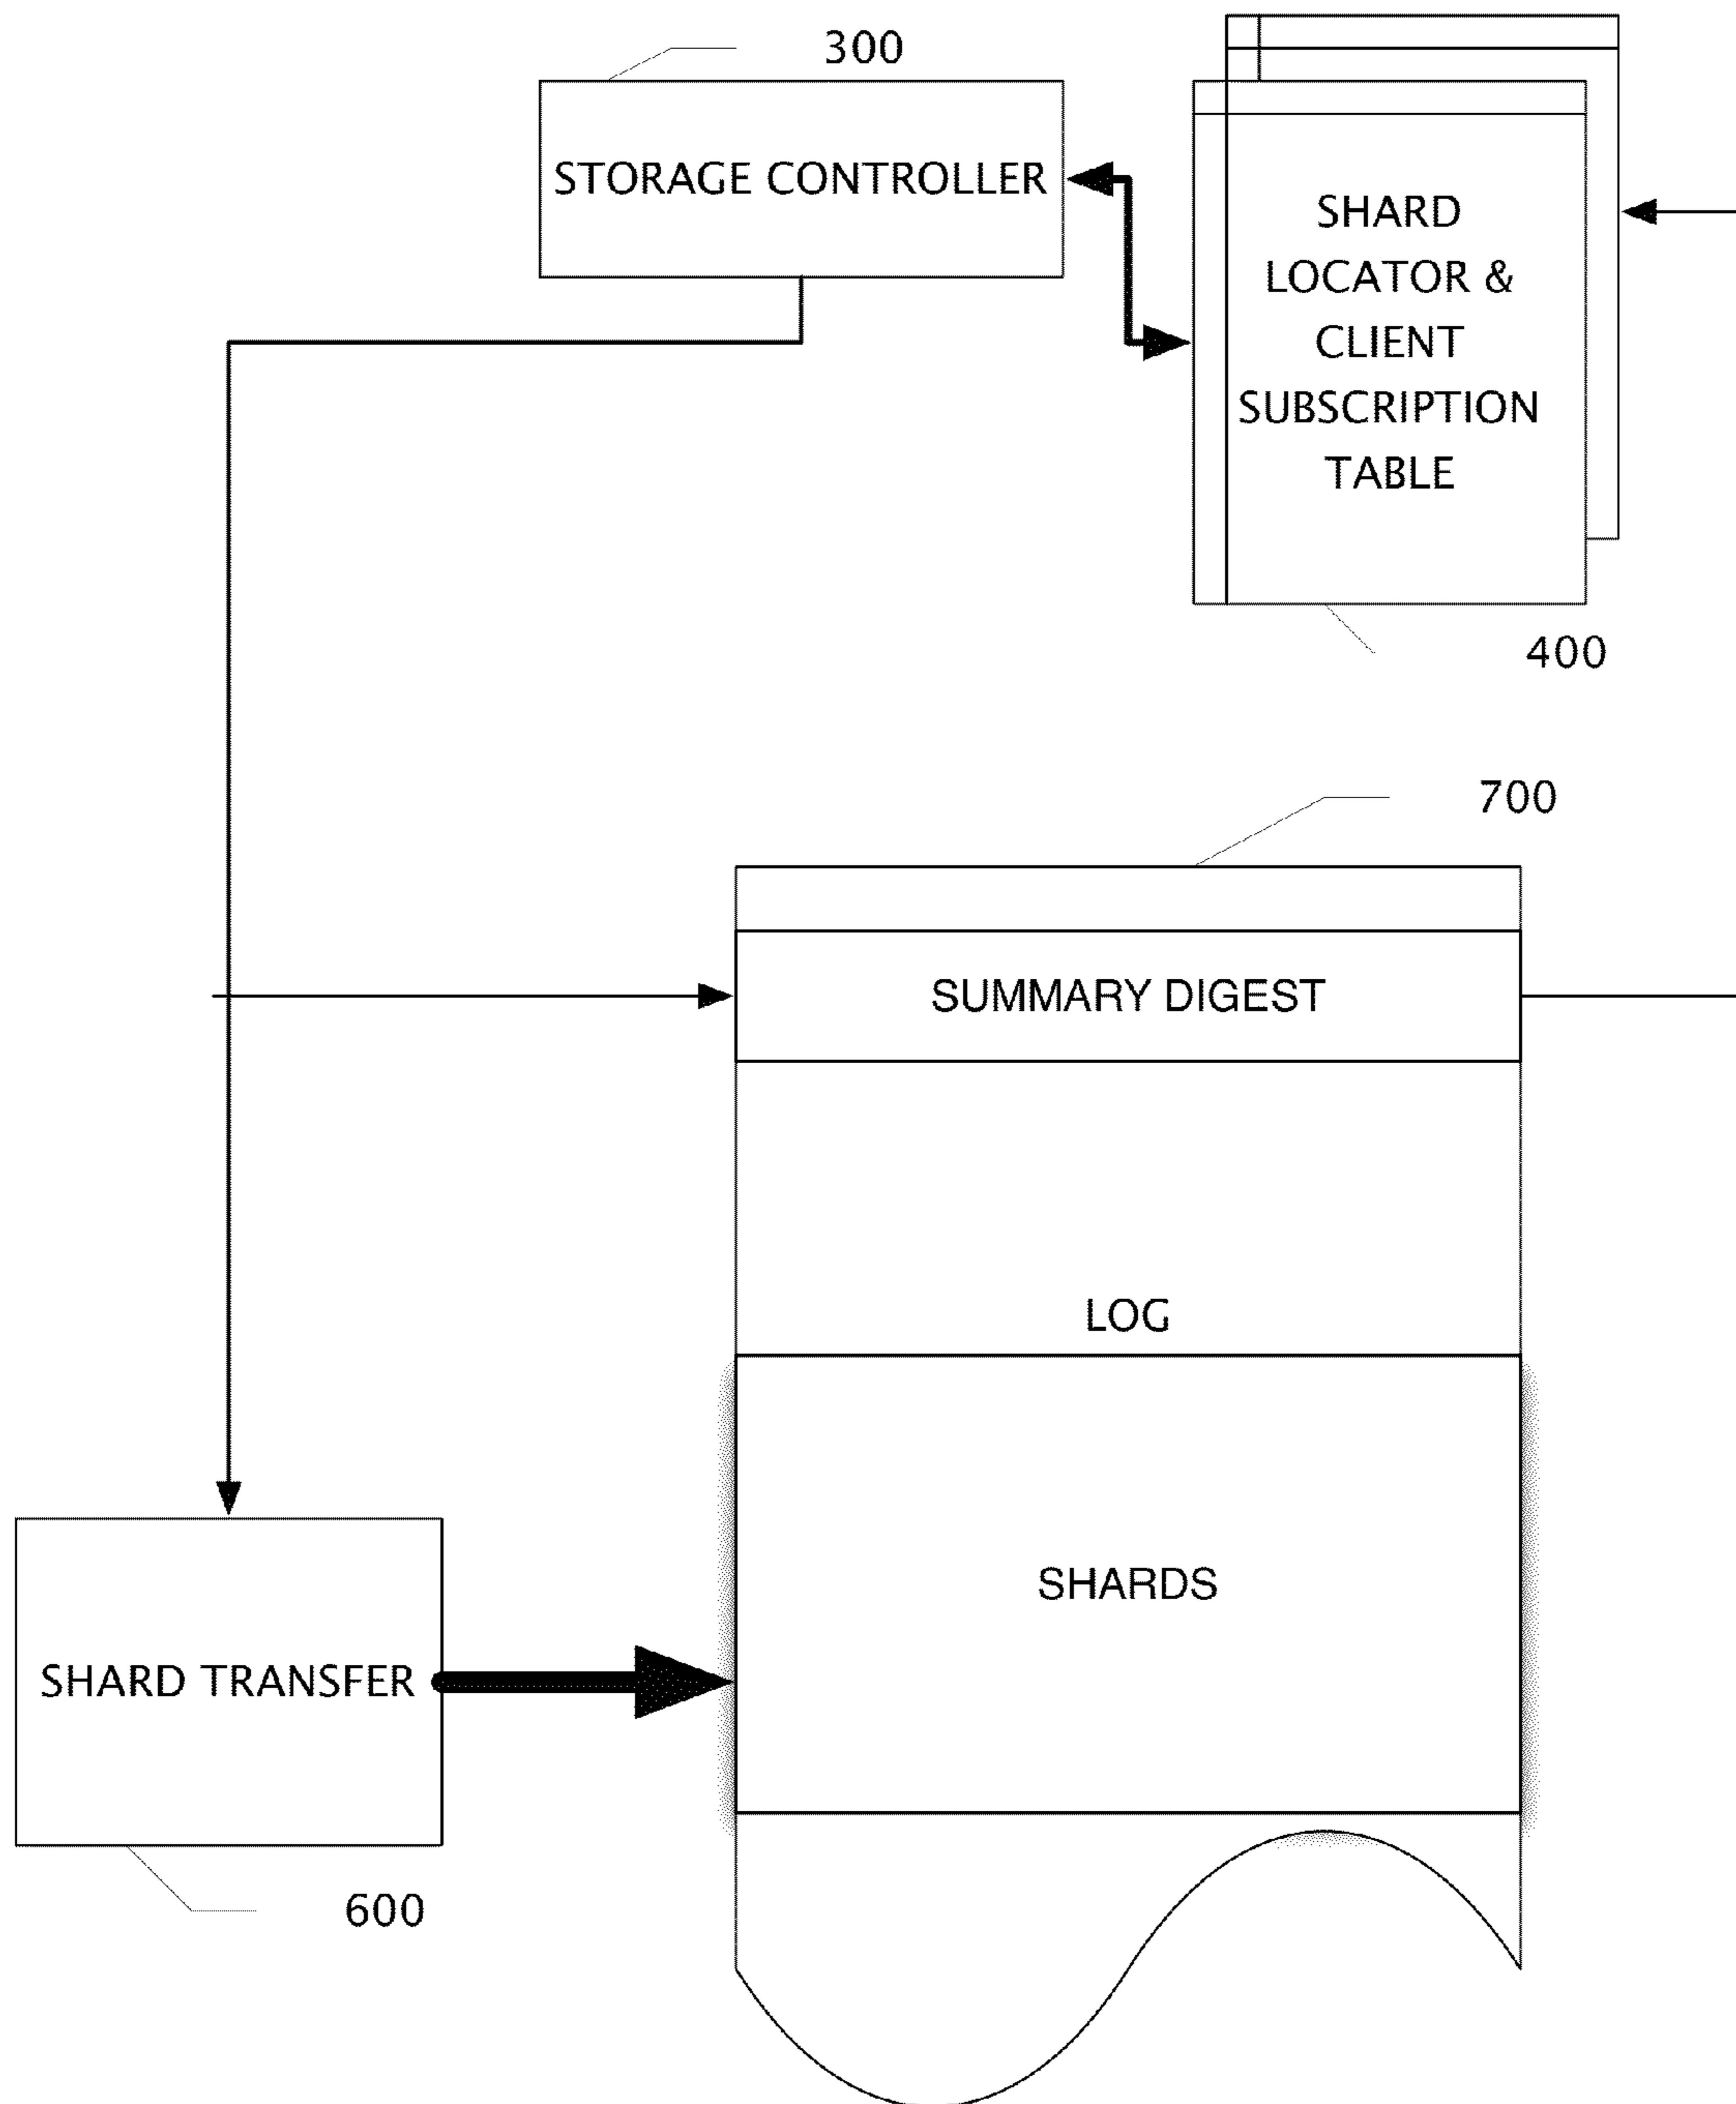 300
STORAGE CONTROLLER
SHARD
LOCATOR &
CLIENT
SUBSCRIPTION
TABLE
400
700
SUMMARY DIGEST
LOG
SHARDS
SHARD TRANSFER
600